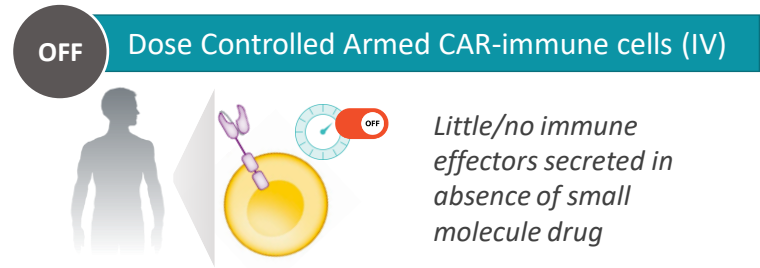 OFF
Dose Controlled Armed CAR-immune cells (IV)
OFF
Little/no immune
effectors secreted in
absence of small
molecule drug